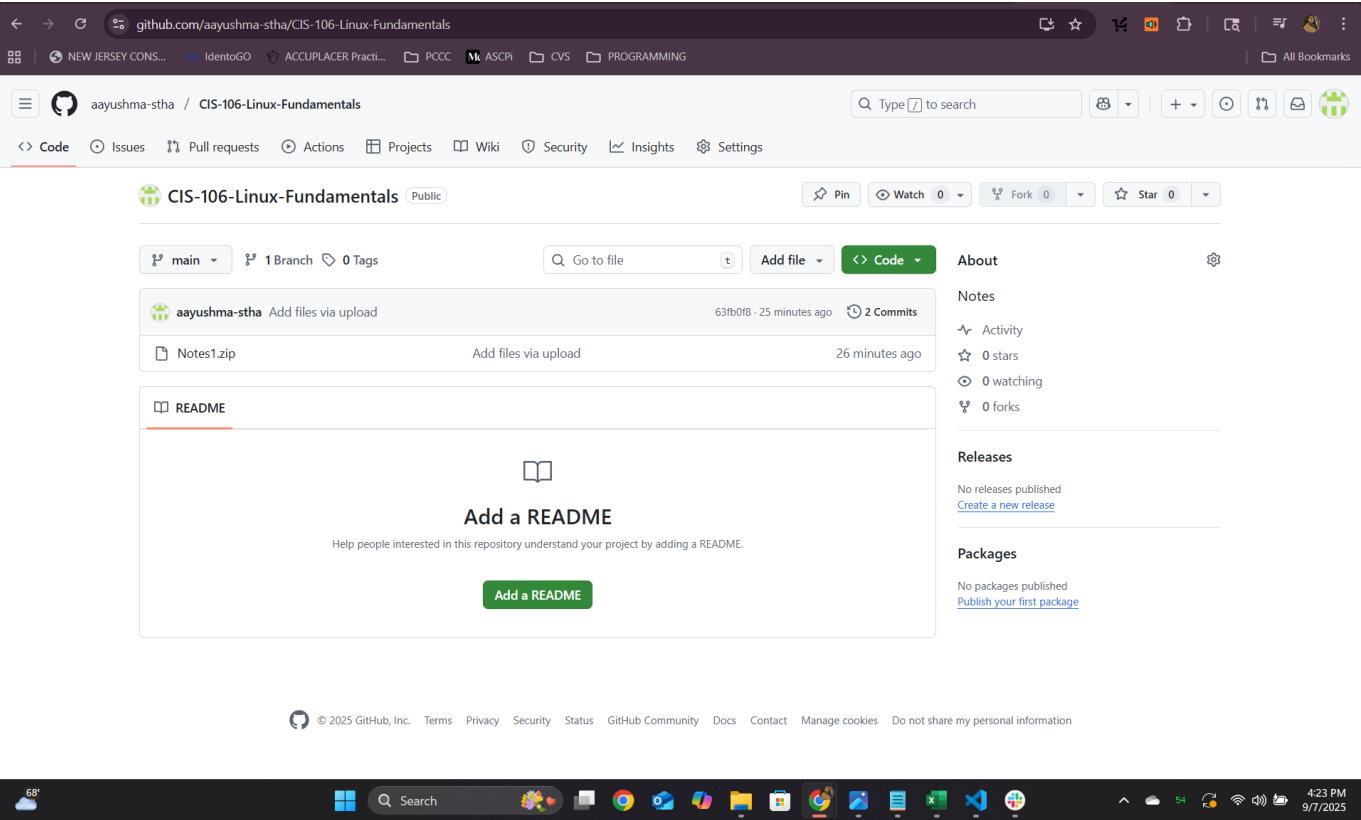 github.com/aayushma-stha/CIS-106-Linux-Fundamentals
NEW JERSEY CONS... IdentoGO ACCUPLACER Practi... PCCC M ASCPi CVS PROGRAMMING All Bookmarks
aayushma-stha / CIS-106-Linux-Fundamentals Type / to search
Code Issues Pull requests Actions Projects Wiki Security Insights Settings
CIS-106-Linux-Fundamentals Public Pin Watch 0 Fork 0 Star 0
main 1 Branch 0 Tags Go to file t Add file Code About
aayushma-stha Add files via upload 63fb0f8 · 25 minutes ago 2 Commits
Notes1.zip Add files via upload 26 minutes ago
README
Add a README
Help people interested in this repository understand your project by adding a README.
Add a README
Notes
Activity
0 stars
0 watching
0 forks
Releases
No releases published
Create a new release
Packages
No packages published
Publish your first package
© 2025 GitHub, Inc. Terms Privacy Security Status GitHub Community Docs Contact Manage cookies Do not share my personal information
68° Search 54 4:23 PM
9/7/2025